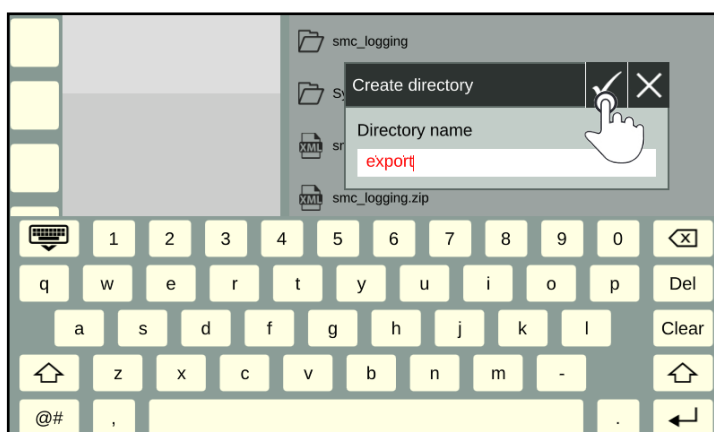 smc_logging
Sy
Create directory
Directory name
export
XML sm
XML smc_logging.zip
1 2 3 4 5 6 7 8 9 0 X
q w e r t y u i o p Del
a s d f g h j k l Clear
z x c v b n m -
@# , .